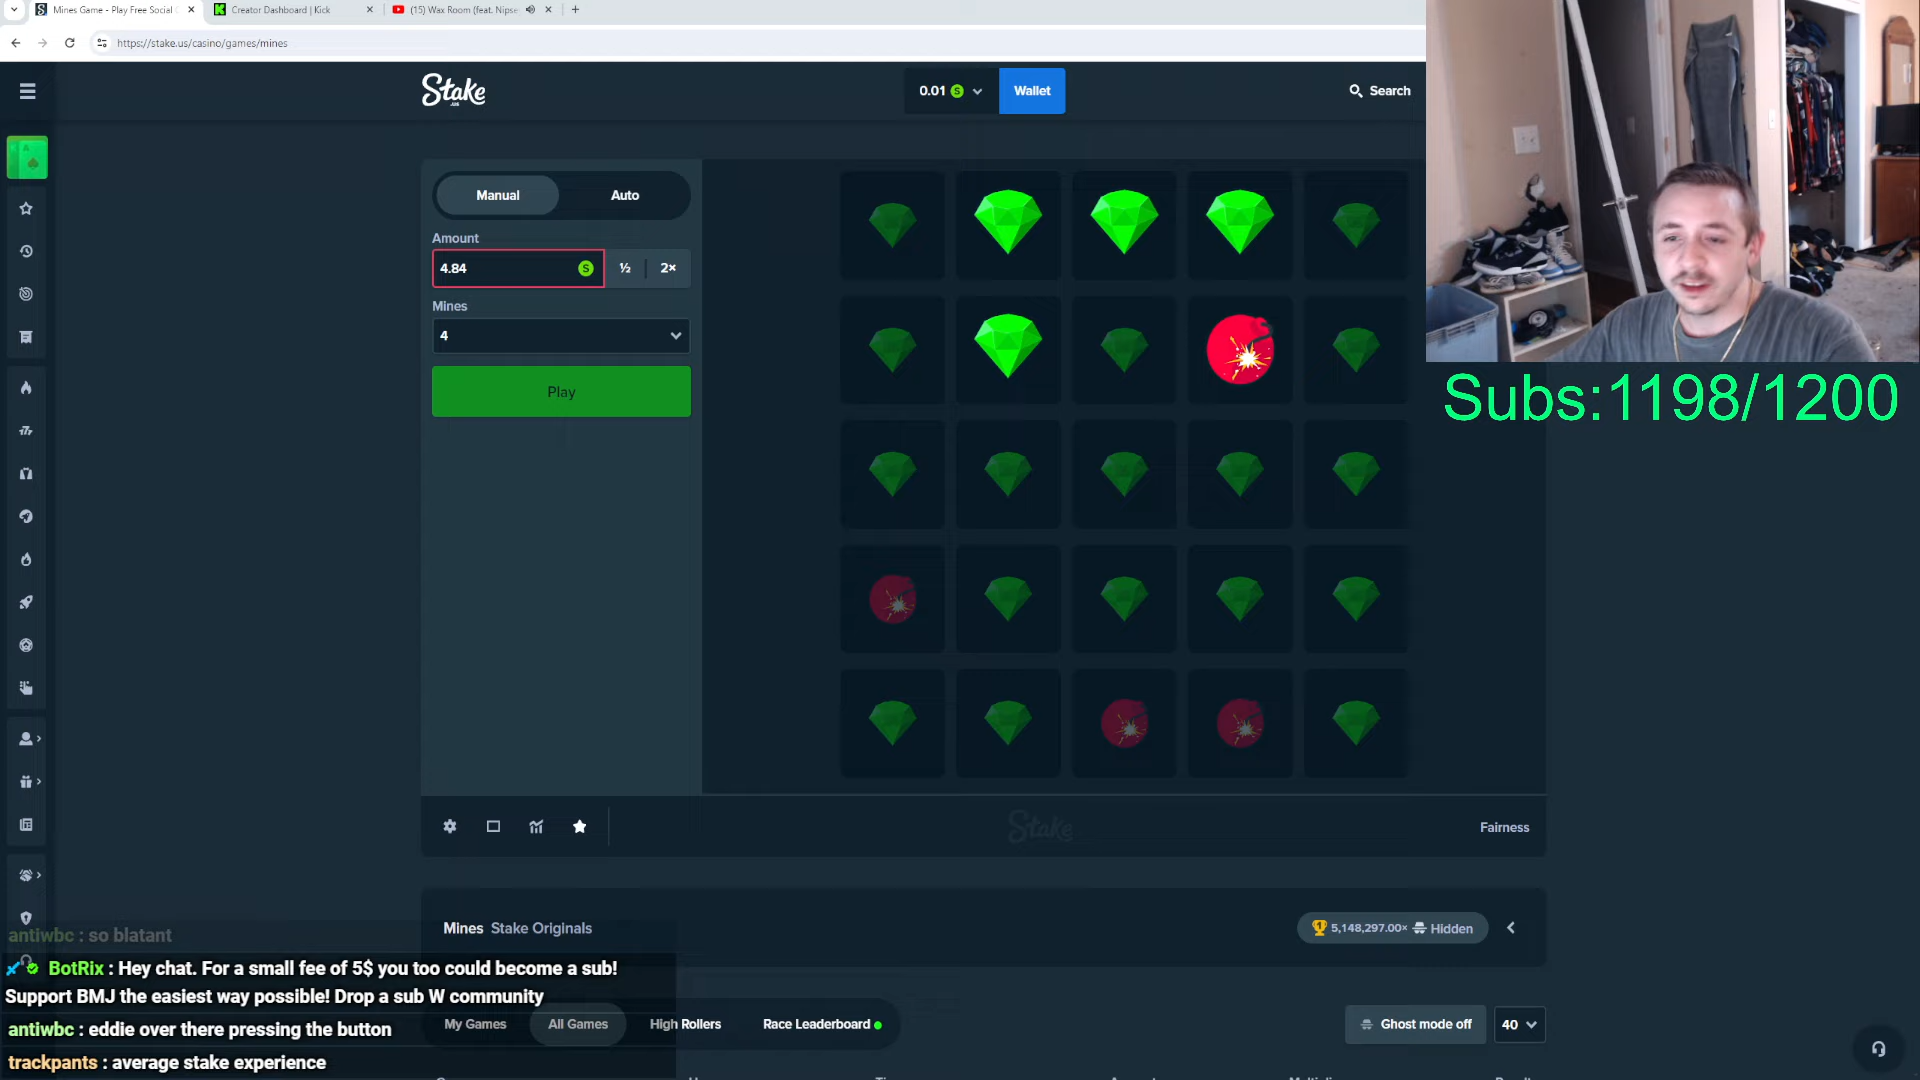 Mines Game - Play Free Social C
Creator Dashboard | Kick
(15) Wax Room (feat. Nipse
https://stake.us/casino/games/mines
Stake
.us
0.01
Wallet
Search
Manual
Auto
Amount
4.84
½
2×
Mines
4
Play
Subs:1198/1200
Stake
Fairness
Mines Stake Originals
5,148,297.00× Hidden
antiwbc : so blatant
BotRix : Hey chat. For a small fee of 5$ you too could become a sub!
Support BMJ the easiest way possible! Drop a sub W community
antiwbc : eddie over there pressing the button
trackpants : average stake experience
My Games
All Games
High Rollers
Race Leaderboard
Ghost mode off
40